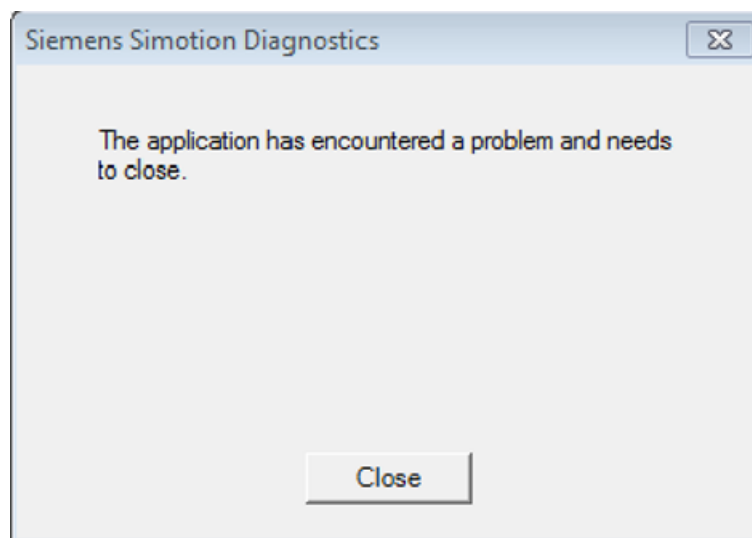 Siemens Simotion Diagnostics
The application has encountered a problem and needs
to close.
Close